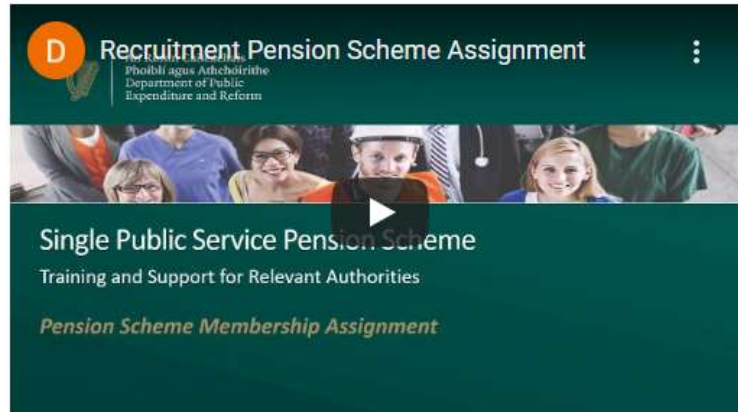 D
Recruitment Pension Scheme Assignment
Phoiblí agus Athchóirithe
Department of Public
Expenditure and Reform
Single Public Service Pension Scheme
Training and Support for Relevant Authorities
Pension Scheme Membership Assignment